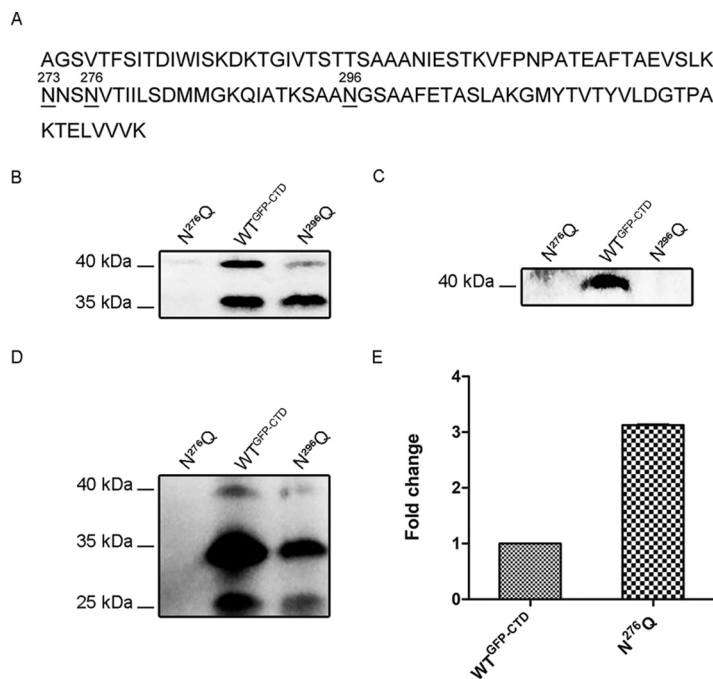 A
AGSVTFSITDIWISKDKTGIVTSTTSAAANIESTKVFPNPATEAFTAEVSLK
273 276 296
NNSNVTIILSDMMGKQIATKSAANGSAAFETASLAKGMYTVTYVLDGTPA
KTELVVVK
B
N²⁷⁶Q WTᴳᶠᴾ⁻ᶜᵀᴰ N²⁹⁶Q
40 kDa
35 kDa
C
N²⁷⁶Q WTᴳᶠᴾ⁻ᶜᵀᴰ N²⁹⁶Q
40 kDa
D
N²⁷⁶Q WTᴳᶠᴾ⁻ᶜᵀᴰ N²⁹⁶Q
40 kDa
35 kDa
25 kDa
E
Fold change
4
3
2
1
0
WTᴳᶠᴾ⁻ᶜᵀᴰ N²⁷⁶Q